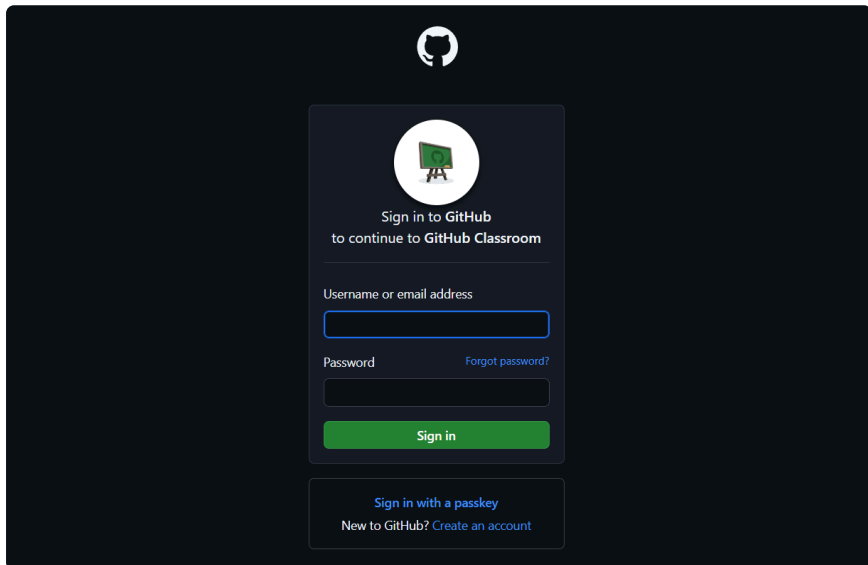 Sign in to GitHub
to continue to GitHub Classroom
Username or email address
Password Forgot password?
Sign in
Sign in with a passkey
New to GitHub? Create an account